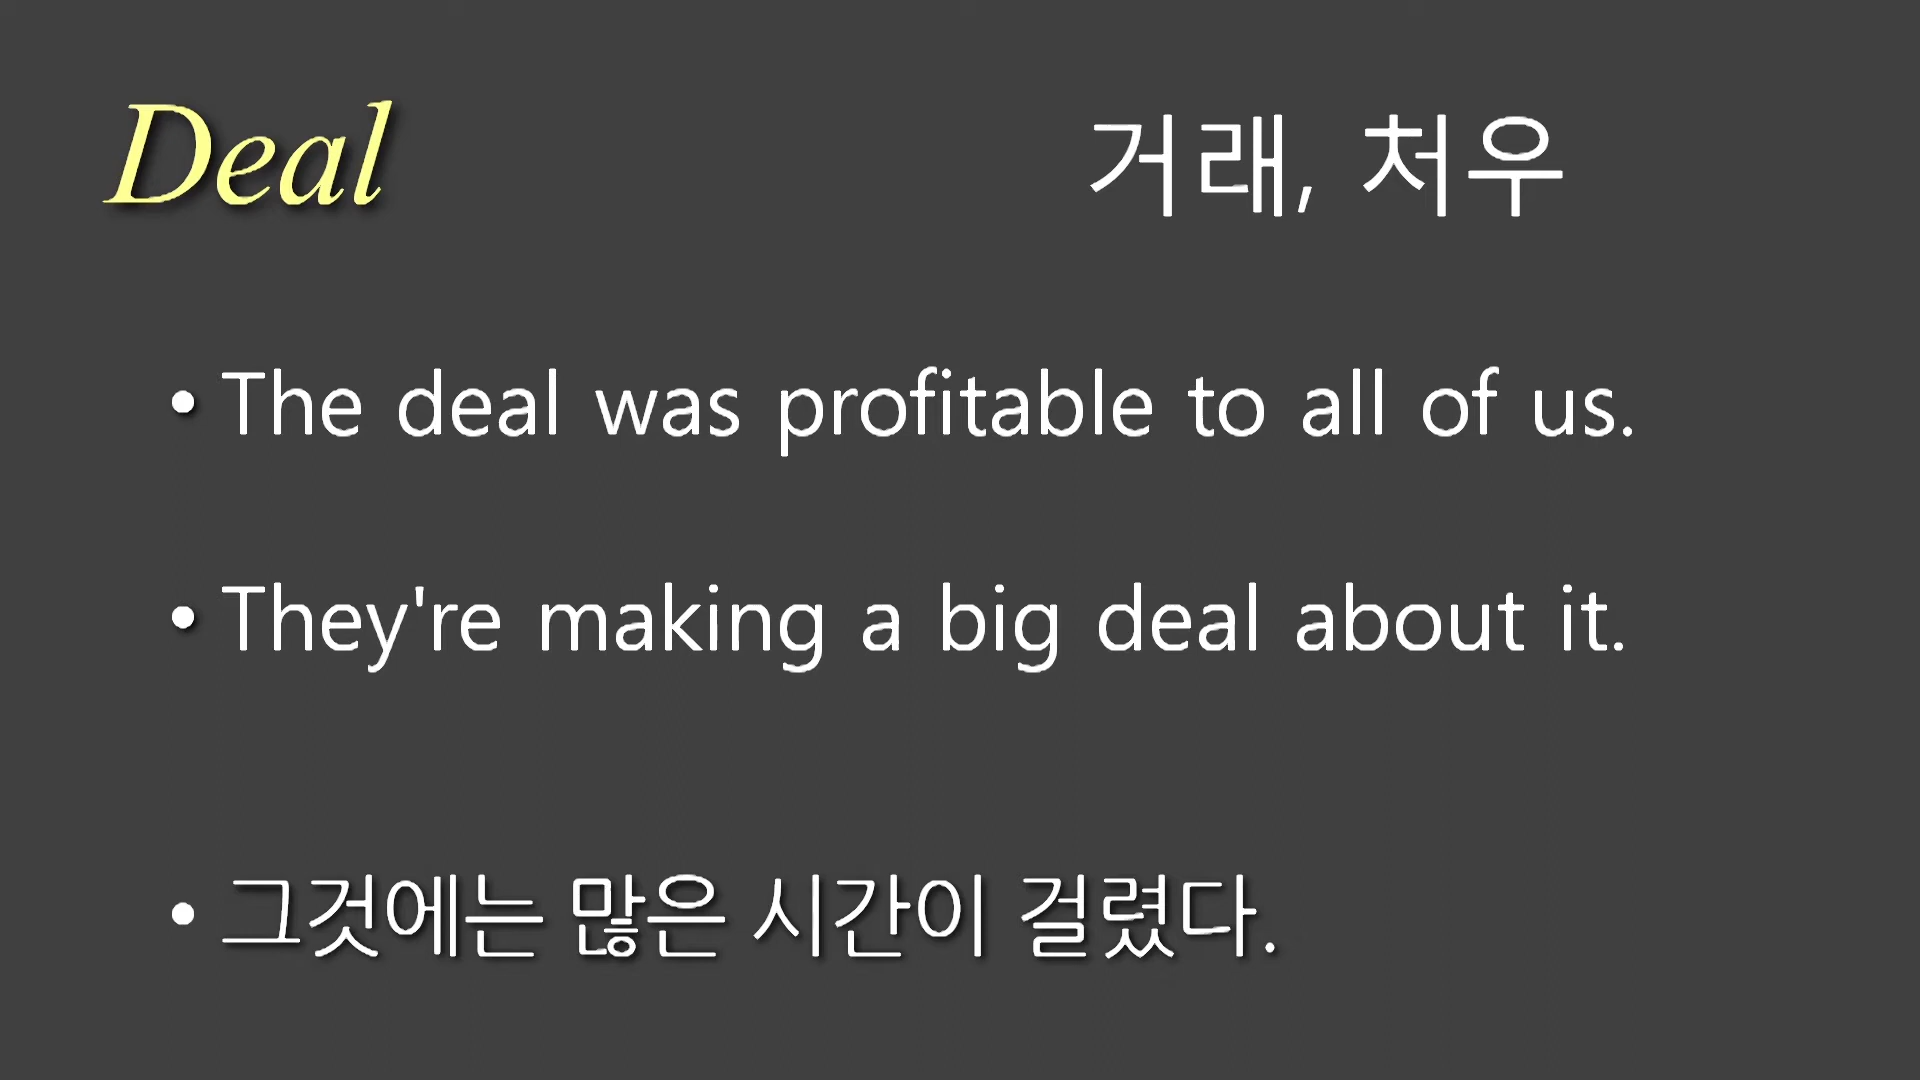 Deal
거래, 처우
• The deal was profitable to all of us.
• They're making a big deal about it.
• 그것에는 많은 시간이 걸렸다.